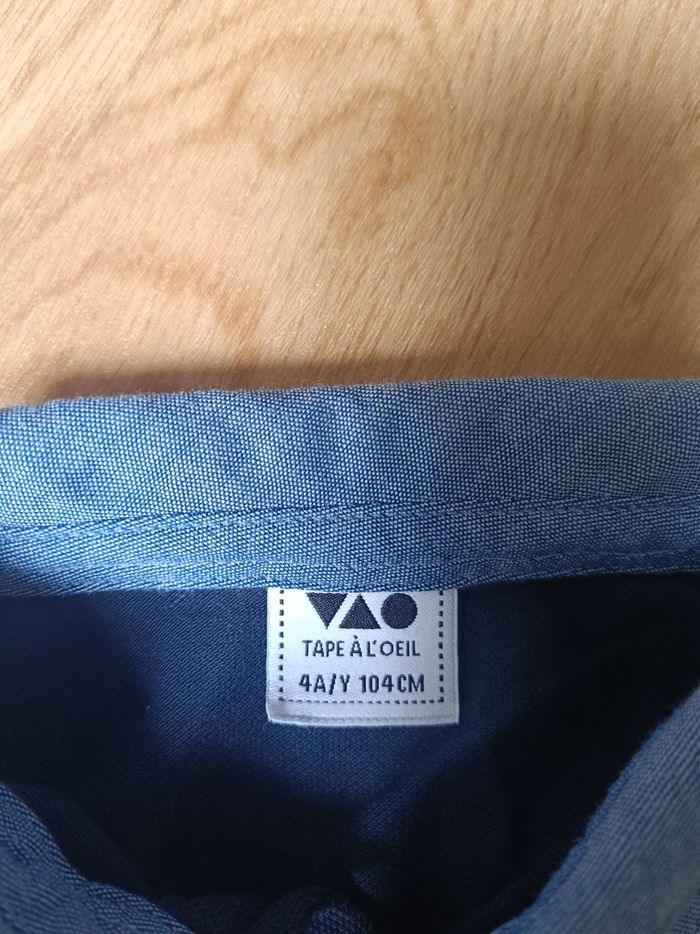 TAPE À L'OEIL
4A/Y 104CM